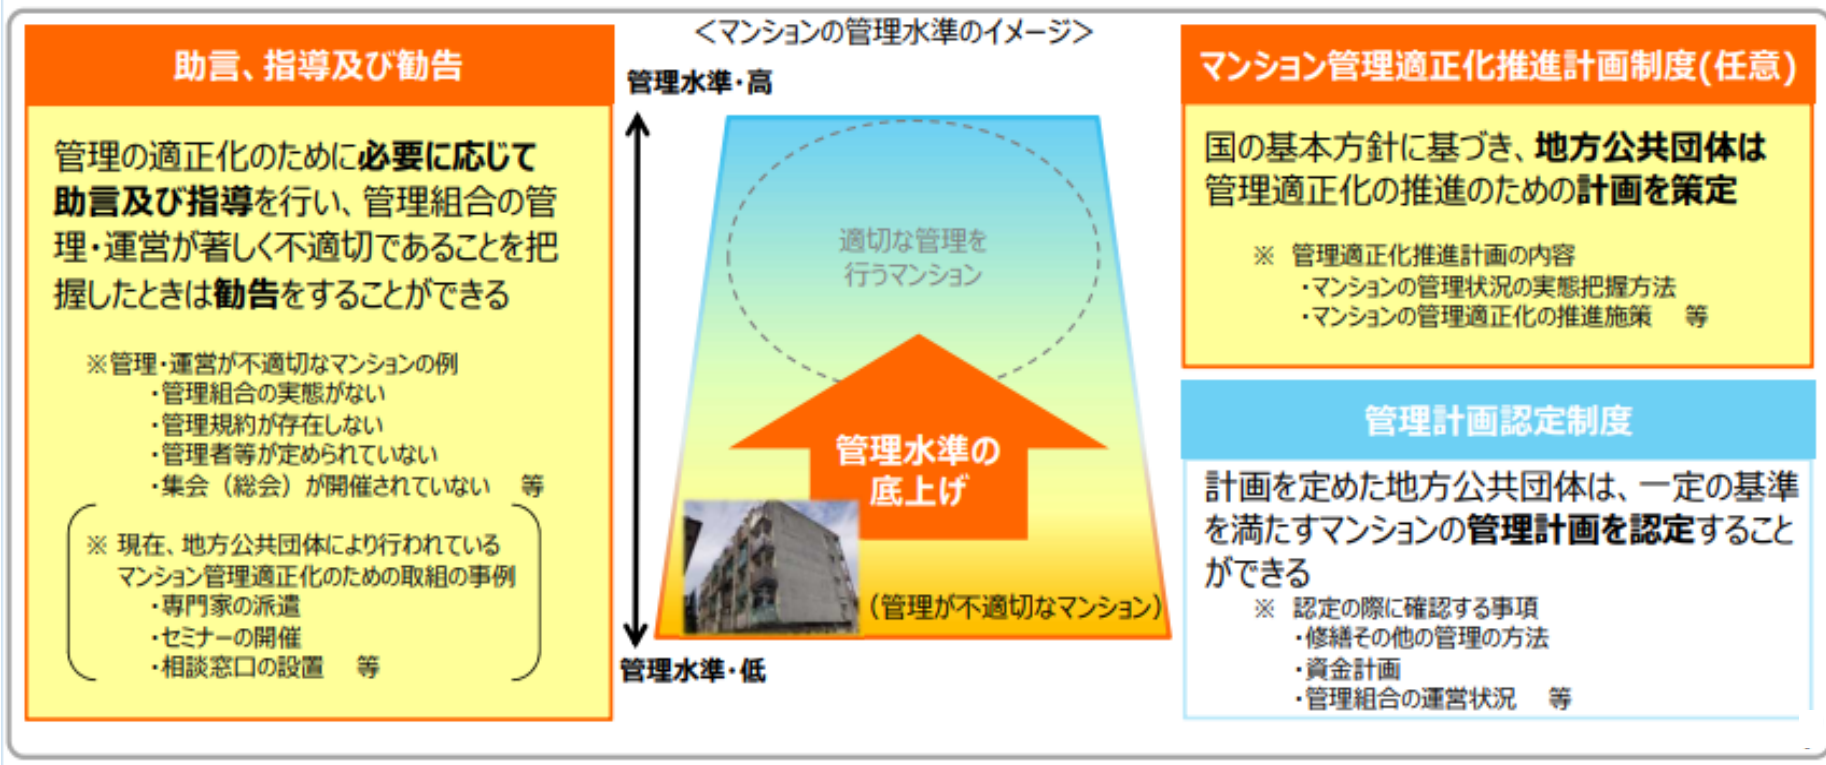 助言、指導及び勧告
管理の適正化のために必要に応じて
助言及び指導を行い、管理組合の管
理・運営が著しく不適切であることを把
握したときは勧告をすることができる
※管理・運営が不適切なマンションの例
・管理組合の実態がない
・管理規約が存在しない
・管理者等が定められていない
・集会（総会）が開催されていない　等
※ 現在、地方公共団体により行われている
マンション管理適正化のための取組の事例
・専門家の派遣
・セミナーの開催
・相談窓口の設置　等
＜マンションの管理水準のイメージ＞
管理水準・高
適切な管理を
行うマンション
管理水準の
底上げ
（管理が不適切なマンション）
管理水準・低
マンション管理適正化推進計画制度(任意)
国の基本方針に基づき、地方公共団体は
管理適正化の推進のための計画を策定
※ 管理適正化推進計画の内容
・マンションの管理状況の実態把握方法
・マンションの管理適正化の推進施策　等
管理計画認定制度
計画を定めた地方公共団体は、一定の基準
を満たすマンションの管理計画を認定すること
ができる
※ 認定の際に確認する事項
・修繕その他の管理の方法
・資金計画
・管理組合の運営状況　等